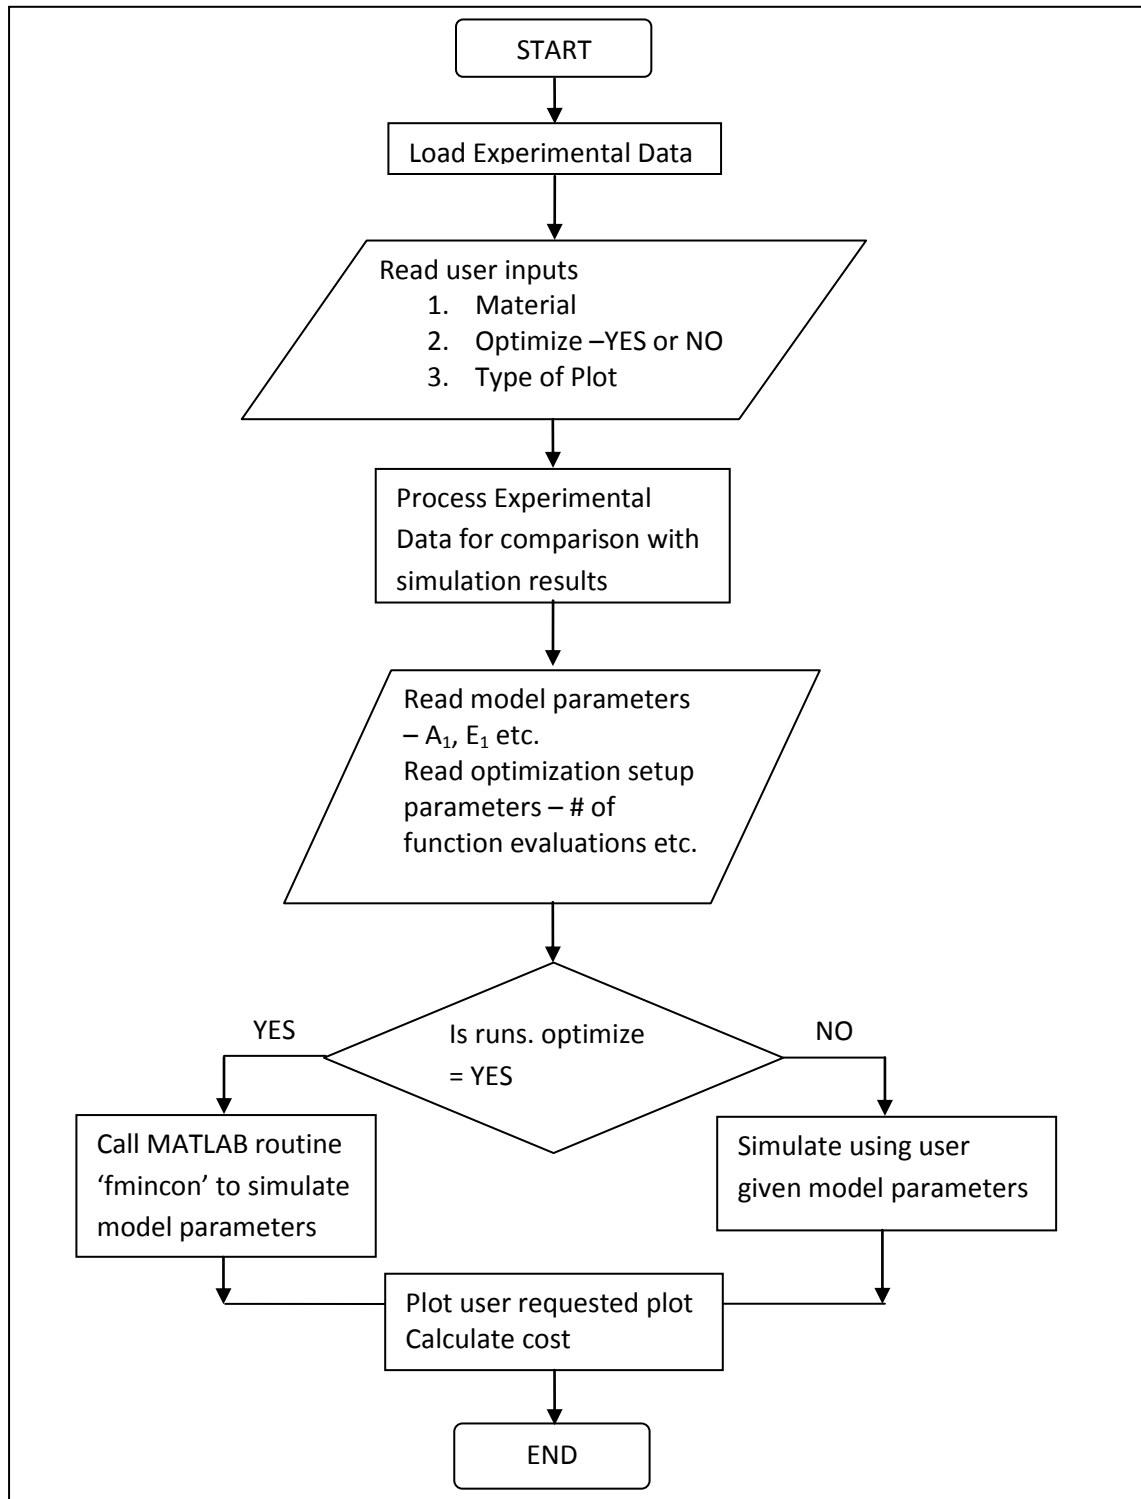 START
Load Experimental Data
Read user inputs
1. Material
2. Optimize –YES or NO
3. Type of Plot
Process Experimental
Data for comparison with
simulation results
Read model parameters
– A₁, E₁ etc.
Read optimization setup
parameters – # of
function evaluations etc.
YES
Is runs. optimize
= YES
NO
Call MATLAB routine
‘fmincon’ to simulate
model parameters
Simulate using user
given model parameters
Plot user requested plot
Calculate cost
END